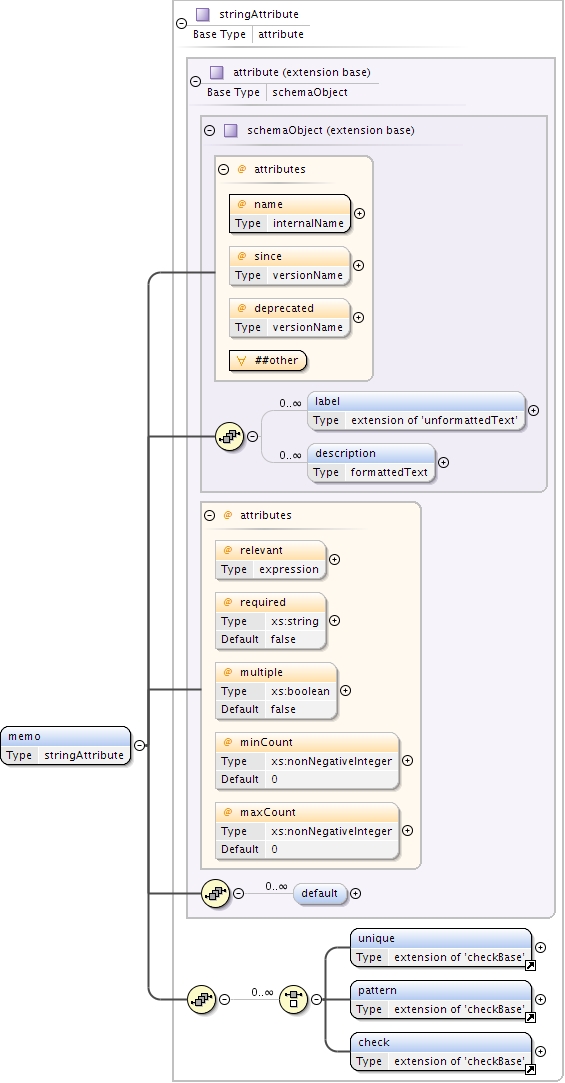 stringAttribute
Base Type attribute
attribute (extension base)
Base Type schemaObject
schemaObject (extension base)
@ attributes
@ name
Type internalName
@ since
Type versionName
@ deprecated
Type versionName
∀ ##other
0..∞
label
Type extension of 'unformattedText'
0..∞
description
Type formattedText
@ attributes
@ relevant
Type expression
@ required
Type xs:string
Default false
@ multiple
Type xs:boolean
Default false
memo
Type stringAttribute
@ minCount
Type xs:nonNegativeInteger
Default 0
@ maxCount
Type xs:nonNegativeInteger
Default 0
0..∞
default
0..∞
unique
Type extension of 'checkBase'
pattern
Type extension of 'checkBase'
check
Type extension of 'checkBase'